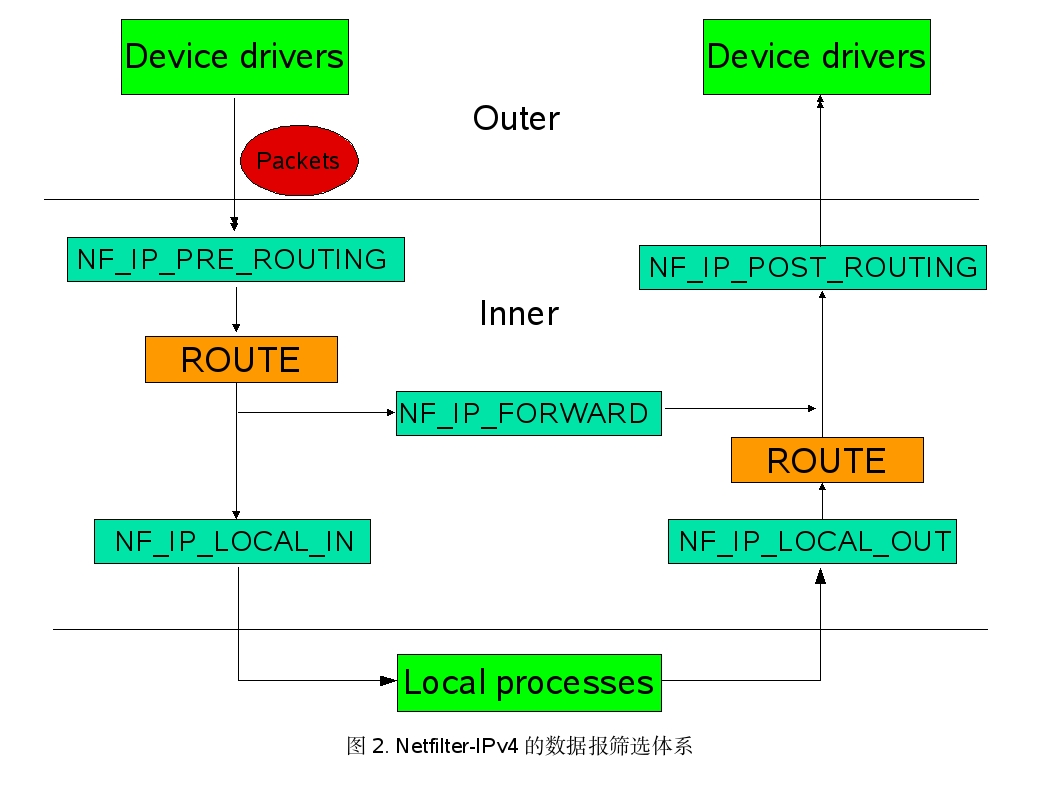 Device drivers
Device drivers
Outer
Packets
NF_IP_PRE_ROUTING
NF_IP_POST_ROUTING
Inner
ROUTE
NF_IP_FORWARD
ROUTE
NF_IP_LOCAL_IN
NF_IP_LOCAL_OUT
Local processes
图 2. Netfilter-IPv4 的数据报筛选体系